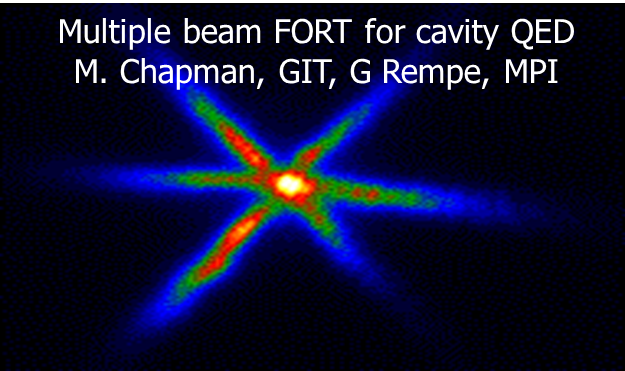 Multiple beam FORT for cavity QED
M. Chapman, GIT, G Rempe, MPI